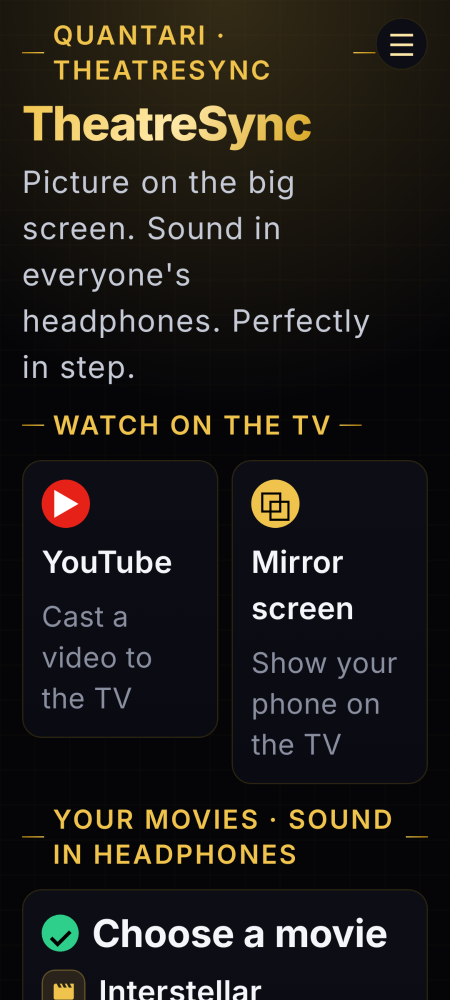 QUANTARI ·
THEATRESYNC
TheatreSync
Picture on the big
screen. Sound in
everyone's
headphones. Perfectly
in step.
WATCH ON THE TV
YouTube
Cast a
video to
the TV
Mirror
screen
Show your
phone on
the TV
YOUR MOVIES · SOUND
IN HEADPHONES
Choose a movie
Interstellar